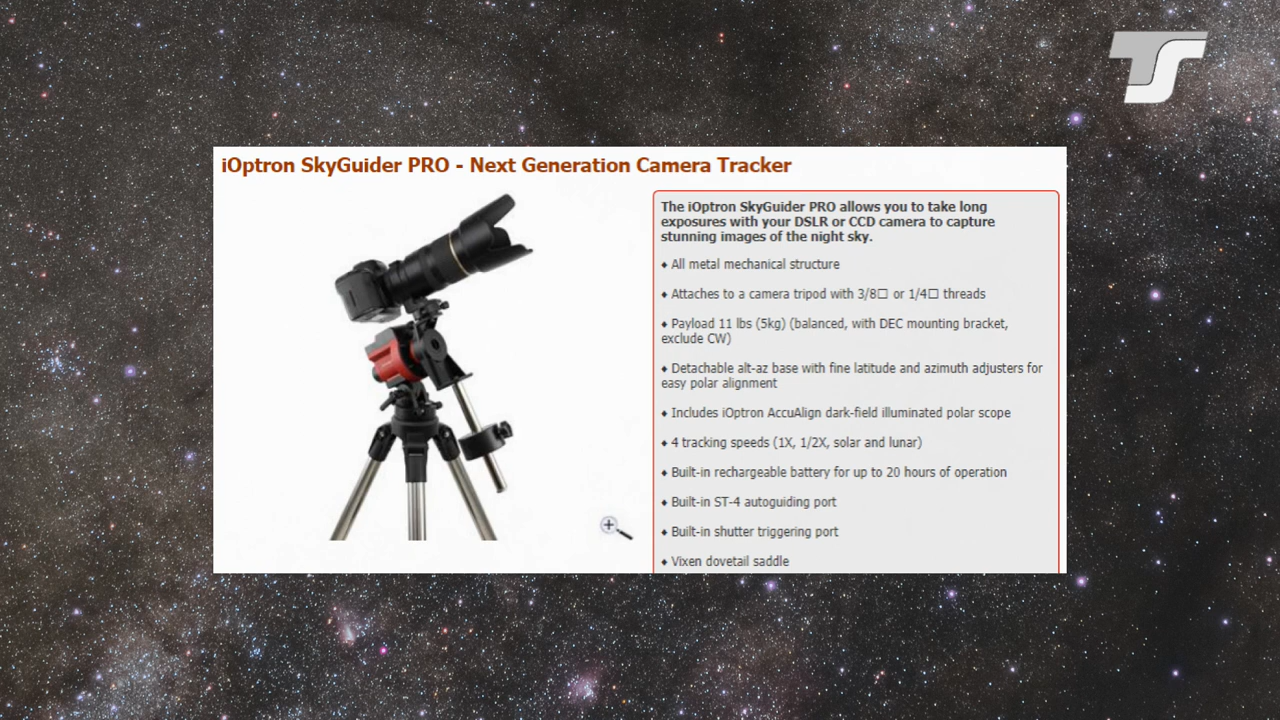 TS
iOptron SkyGuider PRO - Next Generation Camera Tracker
The iOptron SkyGuider PRO allows you to take long
exposures with your DSLR or CCD camera to capture
stunning images of the night sky.
♦ All metal mechanical structure
♦ Attaches to a camera tripod with 3/8□ or 1/4□ threads
♦ Payload 11 lbs (5kg) (balanced, with DEC mounting bracket,
exclude CW)
♦ Detachable alt-az base with fine latitude and azimuth adjusters for
easy polar alignment
♦ Includes iOptron AccuAlign dark-field illuminated polar scope
♦ 4 tracking speeds (1X, 1/2X, solar and lunar)
♦ Built-in rechargeable battery for up to 20 hours of operation
♦ Built-in ST-4 autoguiding port
♦ Built-in shutter triggering port
♦ Vixen dovetail saddle